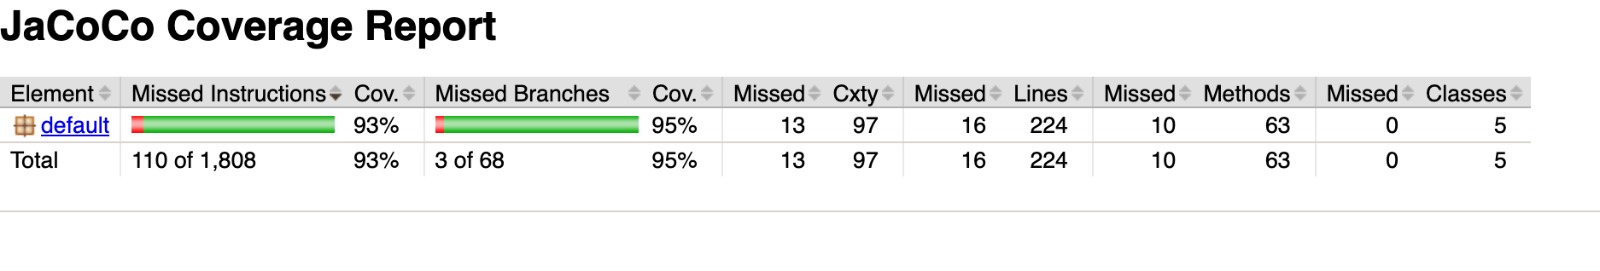 JaCoCo Coverage Report
Element Missed Instructions Cov. Missed Branches Cov. Missed Cxty Missed Lines Missed Methods Missed Classes
default 93% 95% 13 97 16 224 10 63 0 5
Total 110 of 1,808 93% 3 of 68 95% 13 97 16 224 10 63 0 5